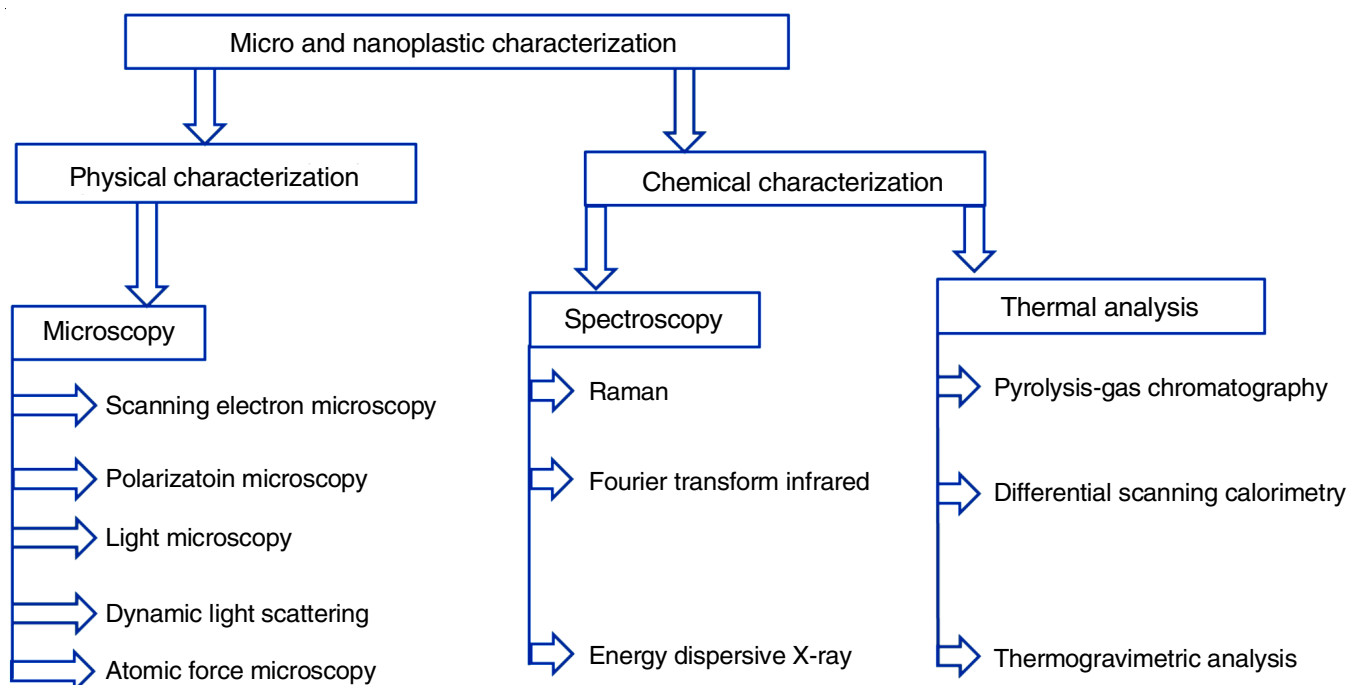 Micro and nanoplastic characterization
Physical characterization
Chemical characterization
Microscopy
Scanning electron microscopy
Polarizatoin microscopy
Light microscopy
Dynamic light scattering
Atomic force microscopy
Spectroscopy
Raman
Fourier transform infrared
Energy dispersive X-ray
Thermal analysis
Pyrolysis-gas chromatography
Differential scanning calorimetry
Thermogravimetric analysis